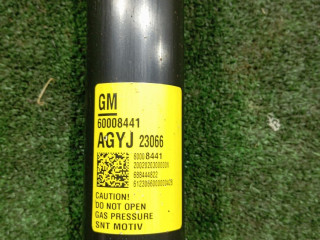 GM
60008441
AGYJ 23066
60008441
CAUTION!
DO NOT OPEN
GAS PRESSURE
SNT MOTIV